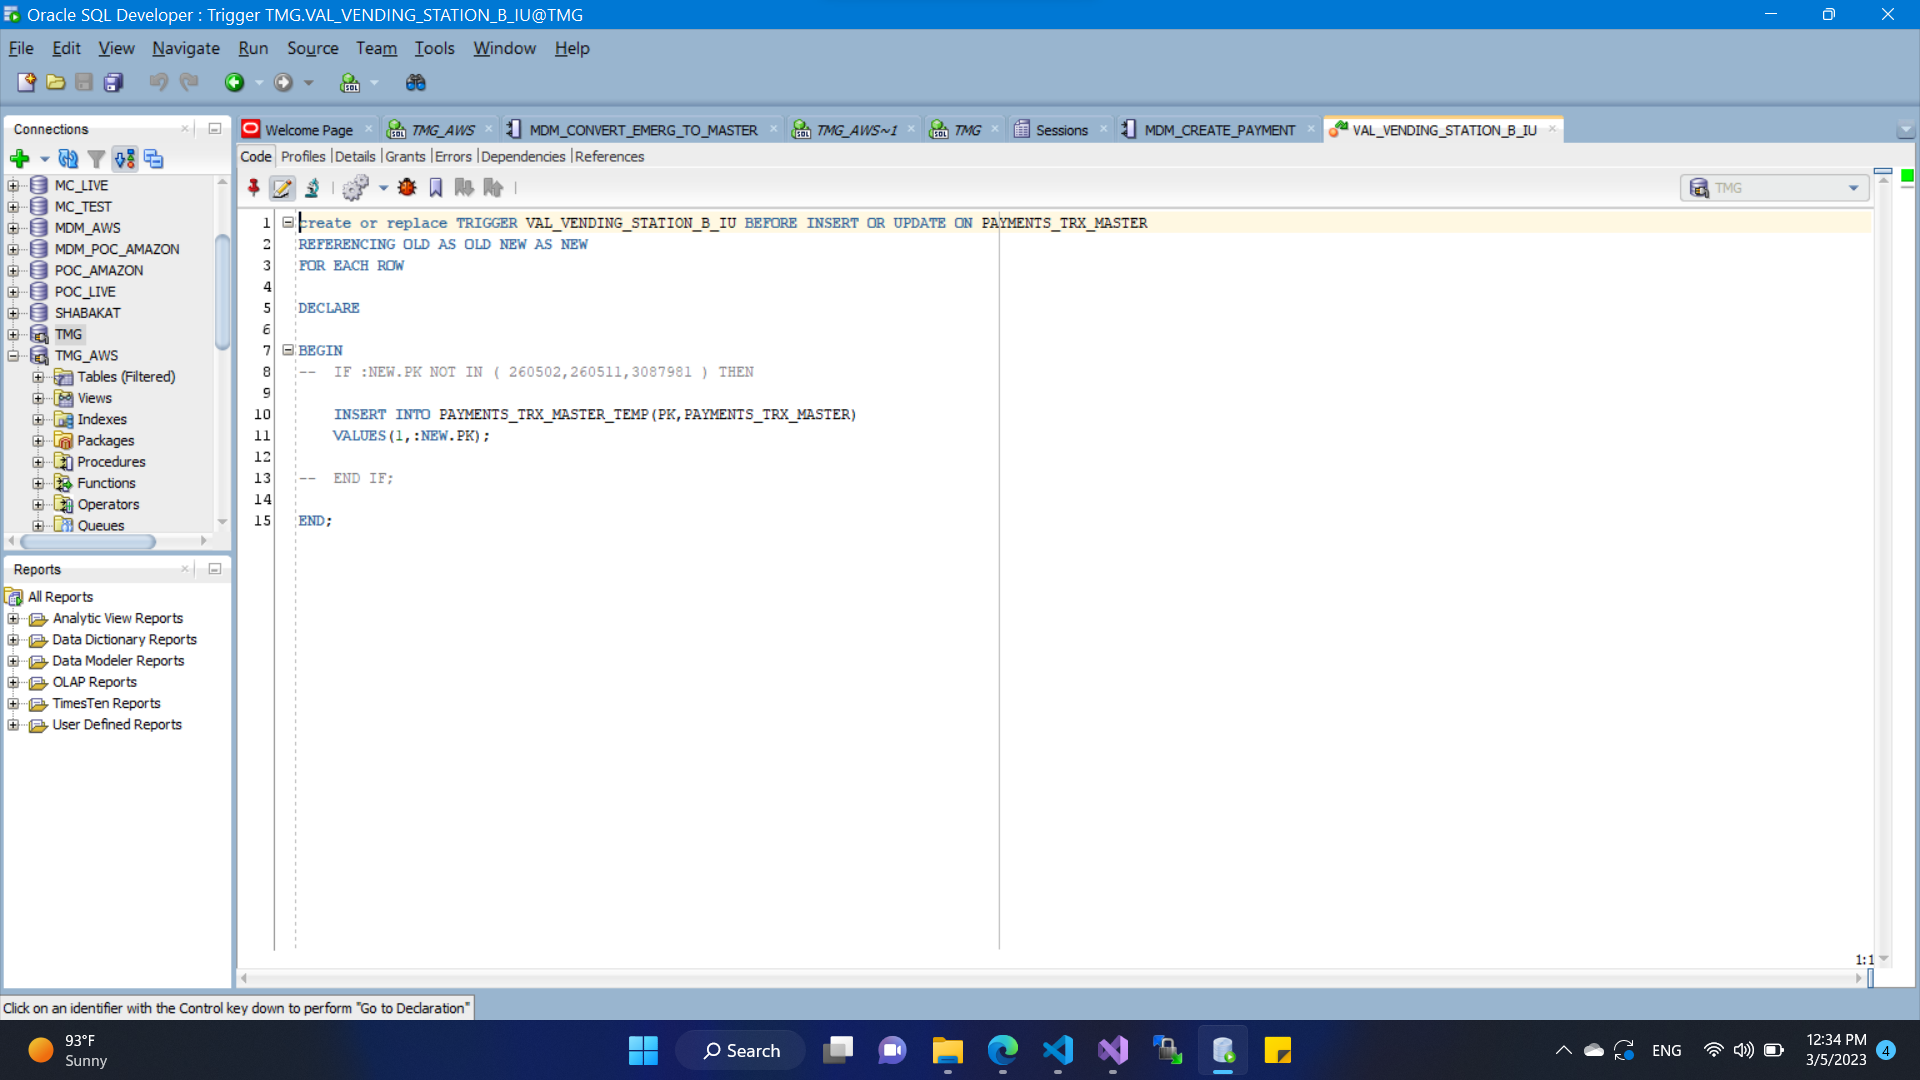 Oracle SQL Developer : Trigger TMG.VAL_VENDING_STATION_B_IU@TMG
File Edit View Navigate Run Source Team Tools Window Help
SQL
Connections
Welcome Page
TMG_AWS
MDM_CONVERT_EMERG_TO_MASTER
TMG_AWS~1
TMG
Sessions
MDM_CREATE_PAYMENT
VAL_VENDING_STATION_B_IU
Code Profiles Details Grants Errors Dependencies References
TMG
MC_LIVE
MC_TEST
MDM_AWS
MDM_POC_AMAZON
POC_AMAZON
POC_LIVE
SHABAKAT
TMG
TMG_AWS
Tables (Filtered)
Views
Indexes
Packages
Procedures
Functions
Operators
Queues
Reports
All Reports
Analytic View Reports
Data Dictionary Reports
Data Modeler Reports
OLAP Reports
TimesTen Reports
User Defined Reports
1 create or replace TRIGGER VAL_VENDING_STATION_B_IU BEFORE INSERT OR UPDATE ON PAYMENTS_TRX_MASTER
2 REFERENCING OLD AS OLD NEW AS NEW
3 FOR EACH ROW
4
5 DECLARE
6
7 BEGIN
8 -- IF :NEW.PK NOT IN ( 260502,260511,3087981 ) THEN
9
10 INSERT INTO PAYMENTS_TRX_MASTER_TEMP(PK,PAYMENTS_TRX_MASTER)
11 VALUES(1,:NEW.PK);
12
13 -- END IF;
14
15 END;
1:1
Click on an identifier with the Control key down to perform "Go to Declaration"
93°F
Sunny
Search
ENG
12:34 PM
3/5/2023
4